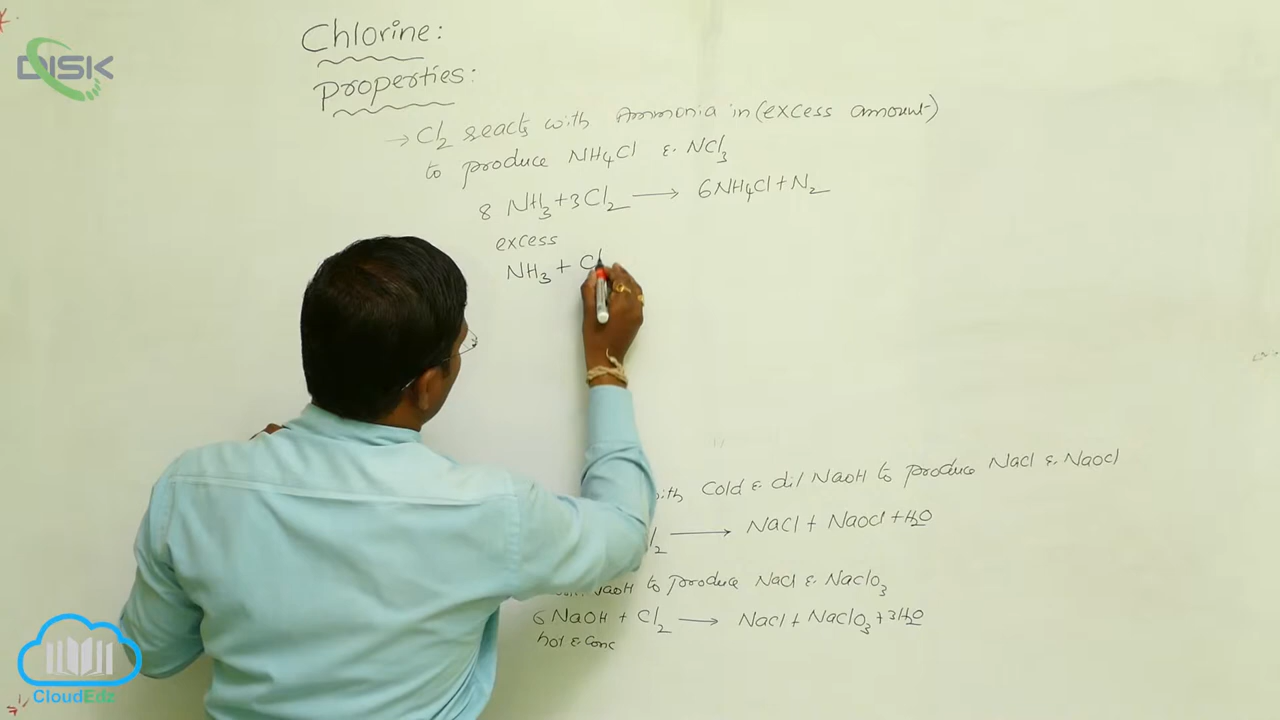 DISK
Chlorine:
Properties:
→ Cl2 reacts with Ammonia in (excess amount)
to produce NH4Cl & NCl3
8 NH3 + 3Cl2 → 6NH4Cl + N2
excess
NH3 + Cl
with Cold & dil NaOH to produce NaCl & NaOCl
2 → NaCl + NaOCl + H2O
NaOH to produce NaCl & NaClO3
6 NaOH + Cl2 → NaCl + NaClO3 + 3H2O
hot & Conc
CloudEdz